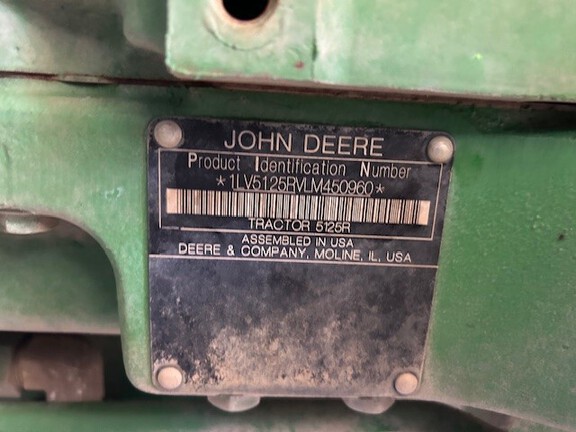 JOHN DEERE
Product Identification Number
*1LV5125RVLM450960*
TRACTOR 5125R
ASSEMBLED IN USA
DEERE & COMPANY, MOLINE, IL, USA